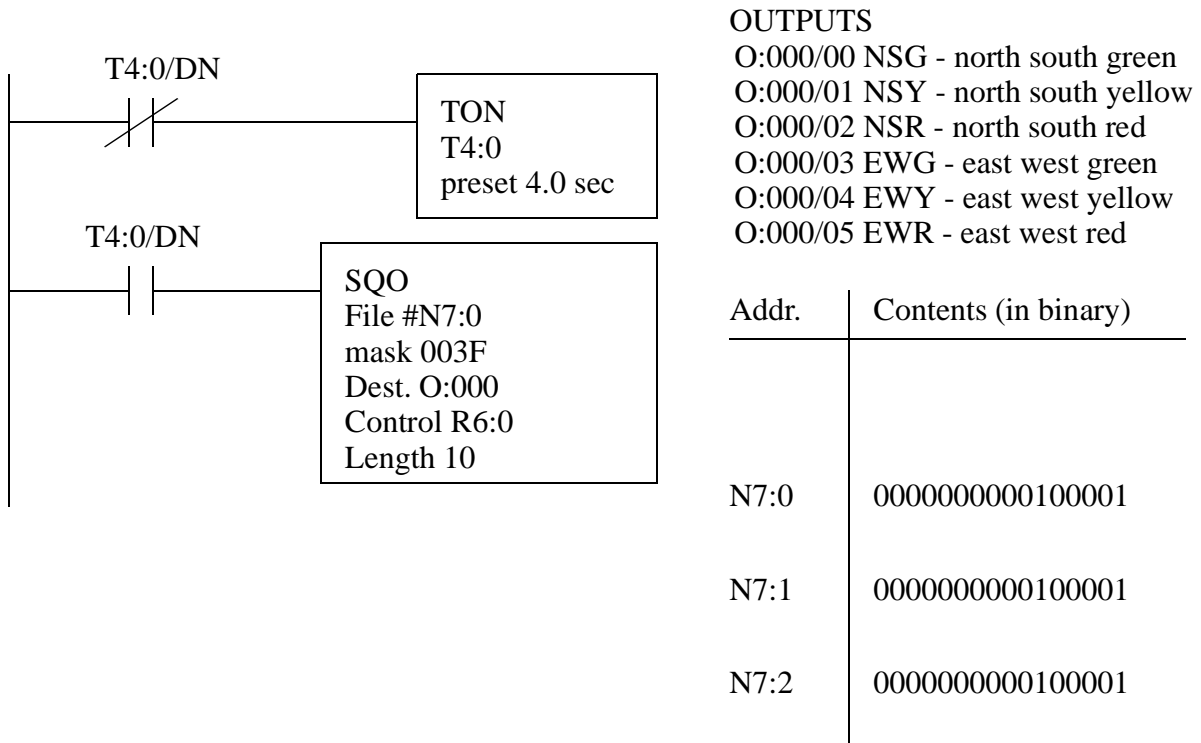 T4:0/DN
TON
T4:0
preset 4.0 sec
T4:0/DN
SQO
File #N7:0
mask 003F
Dest. O:000
Control R6:0
Length 10
OUTPUTS
O:000/00 NSG - north south green
O:000/01 NSY - north south yellow
O:000/02 NSR - north south red
O:000/03 EWG - east west green
O:000/04 EWY - east west yellow
O:000/05 EWR - east west red
Addr. Contents (in binary)
N7:0 0000000000100001
N7:1 0000000000100001
N7:2 0000000000100001